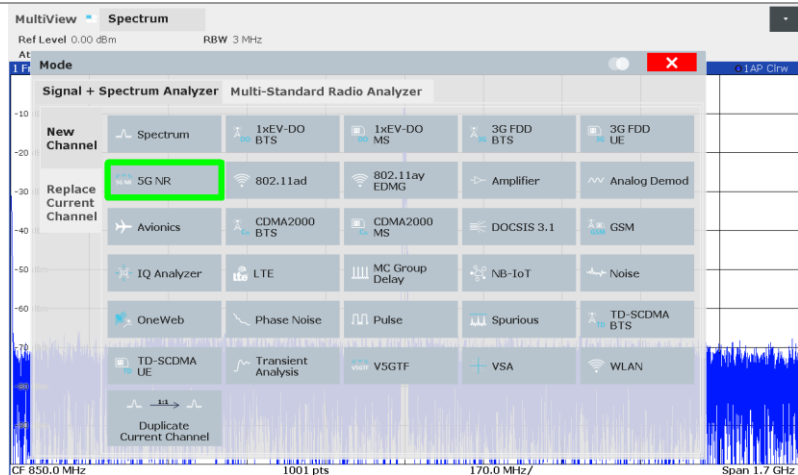 MultiView Spectrum
Ref Level 0.00 dBm RBW 3 MHz
At
1 Fr 1AP Clrw
Mode
Signal + Spectrum Analyzer Multi-Standard Radio Analyzer
New
Channel
Replace
Current
Channel
Spectrum
1xEV-DO
BTS
1xEV-DO
MS
3G FDD
BTS
3G FDD
UE
5G NR
802.11ad
802.11ay
EDMG
Amplifier
Analog Demod
Avionics
CDMA2000
BTS
CDMA2000
MS
DOCSIS 3.1
GSM
IQ Analyzer
LTE
MC Group
Delay
NB-IoT
Noise
OneWeb
Phase Noise
Pulse
Spurious
TD-SCDMA
BTS
TD-SCDMA
UE
Transient
Analysis
V5GTF
VSA
WLAN
1:1
Duplicate
Current Channel
-10
-20
-30
-40
-50
-60
-70
CF 850.0 MHz 1001 pts 170.0 MHz/ Span 1.7 GHz